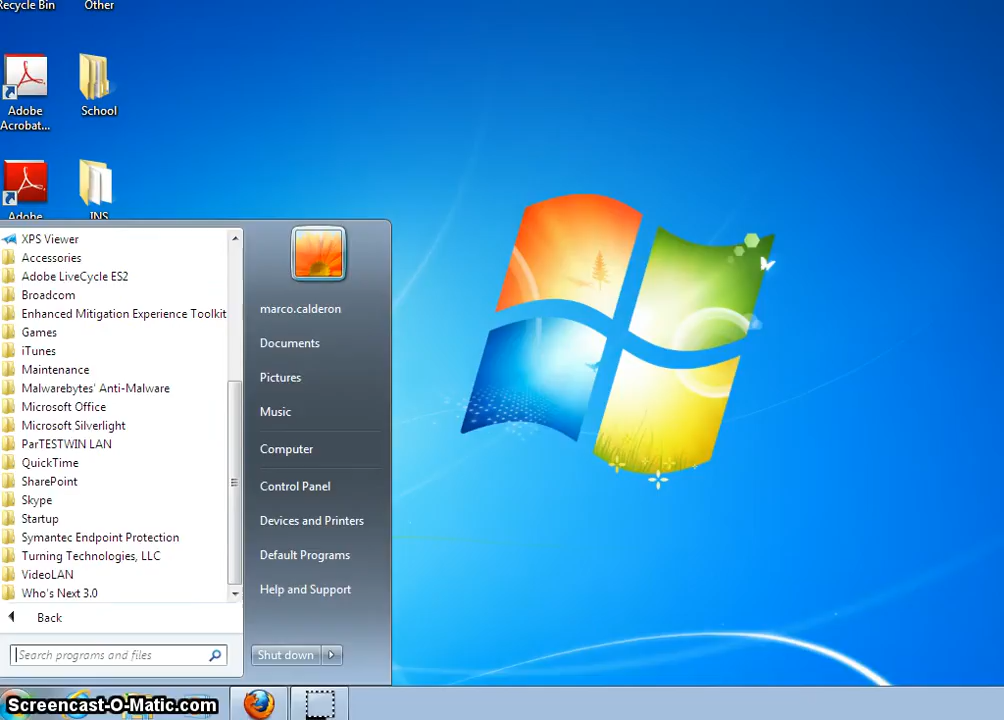 Recycle Bin
Other
Adobe
Acrobat...
School
Adobe
INS
XPS Viewer
Accessories
Adobe LiveCycle ES2
Broadcom
Enhanced Mitigation Experience Toolkit
Games
iTunes
Maintenance
Malwarebytes' Anti-Malware
Microsoft Office
Microsoft Silverlight
ParTESTWIN LAN
QuickTime
SharePoint
Skype
Startup
Symantec Endpoint Protection
Turning Technologies, LLC
VideoLAN
Who's Next 3.0
Back
Search programs and files
marco.calderon
Documents
Pictures
Music
Computer
Control Panel
Devices and Printers
Default Programs
Help and Support
Shut down
Screencast-O-Matic.com